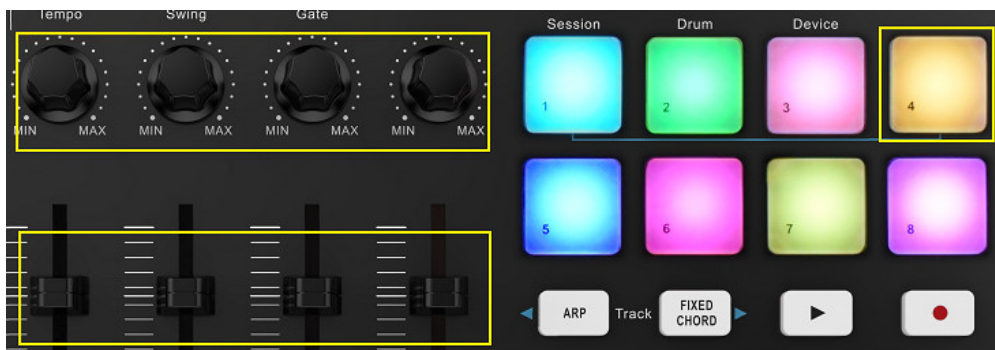 Tempo Swing Gate
MIN MAX MIN MAX MIN MAX MIN MAX
Session Drum Device
1 2 3 4
5 6 7 8
ARP Track FIXED
CHORD